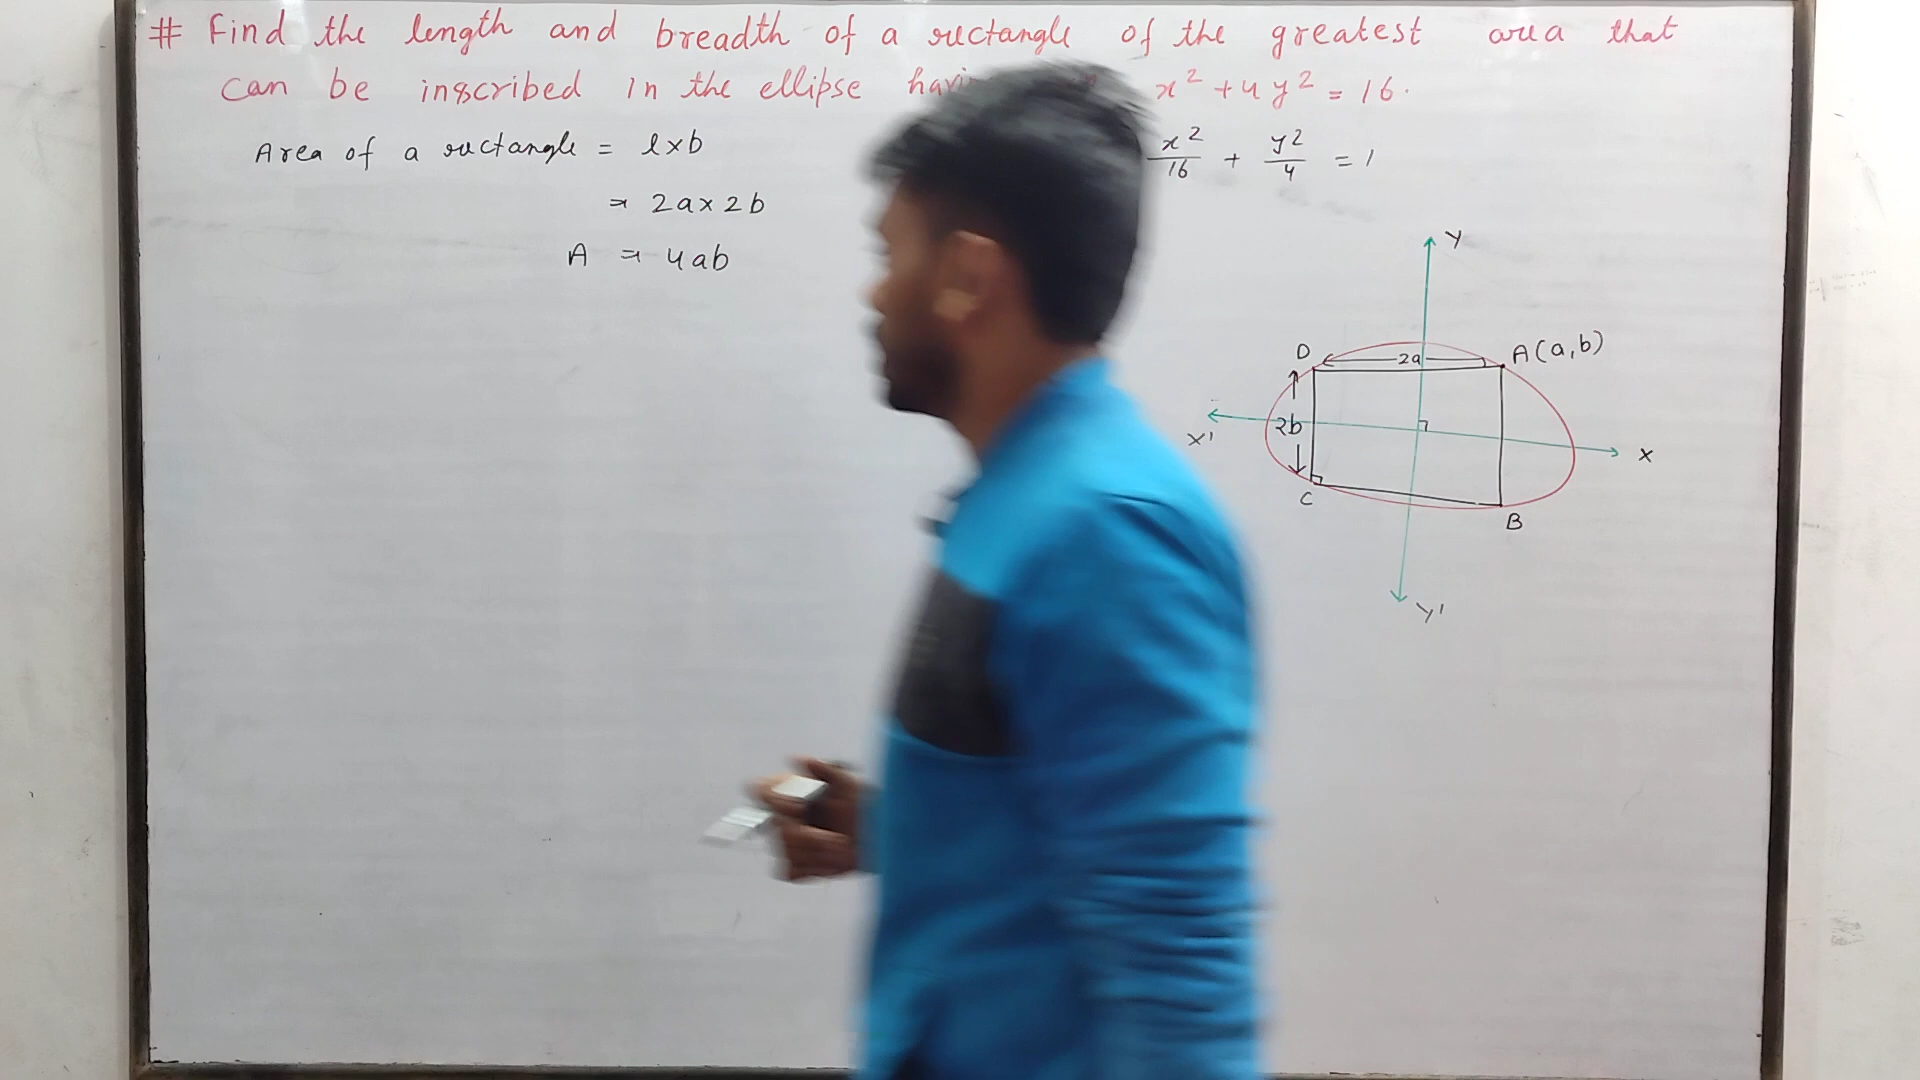 # Find the length and breadth of a rectangle of the greatest area that
can be inscribed in the ellipse x² + 4y² = 16.
Area of a rectangle = l×b
= 2a×2b
A = 4ab
x²/16 + y²/4 = 1
Y
D
2a
A(a,b)
2b
X'
X
C
B
Y'